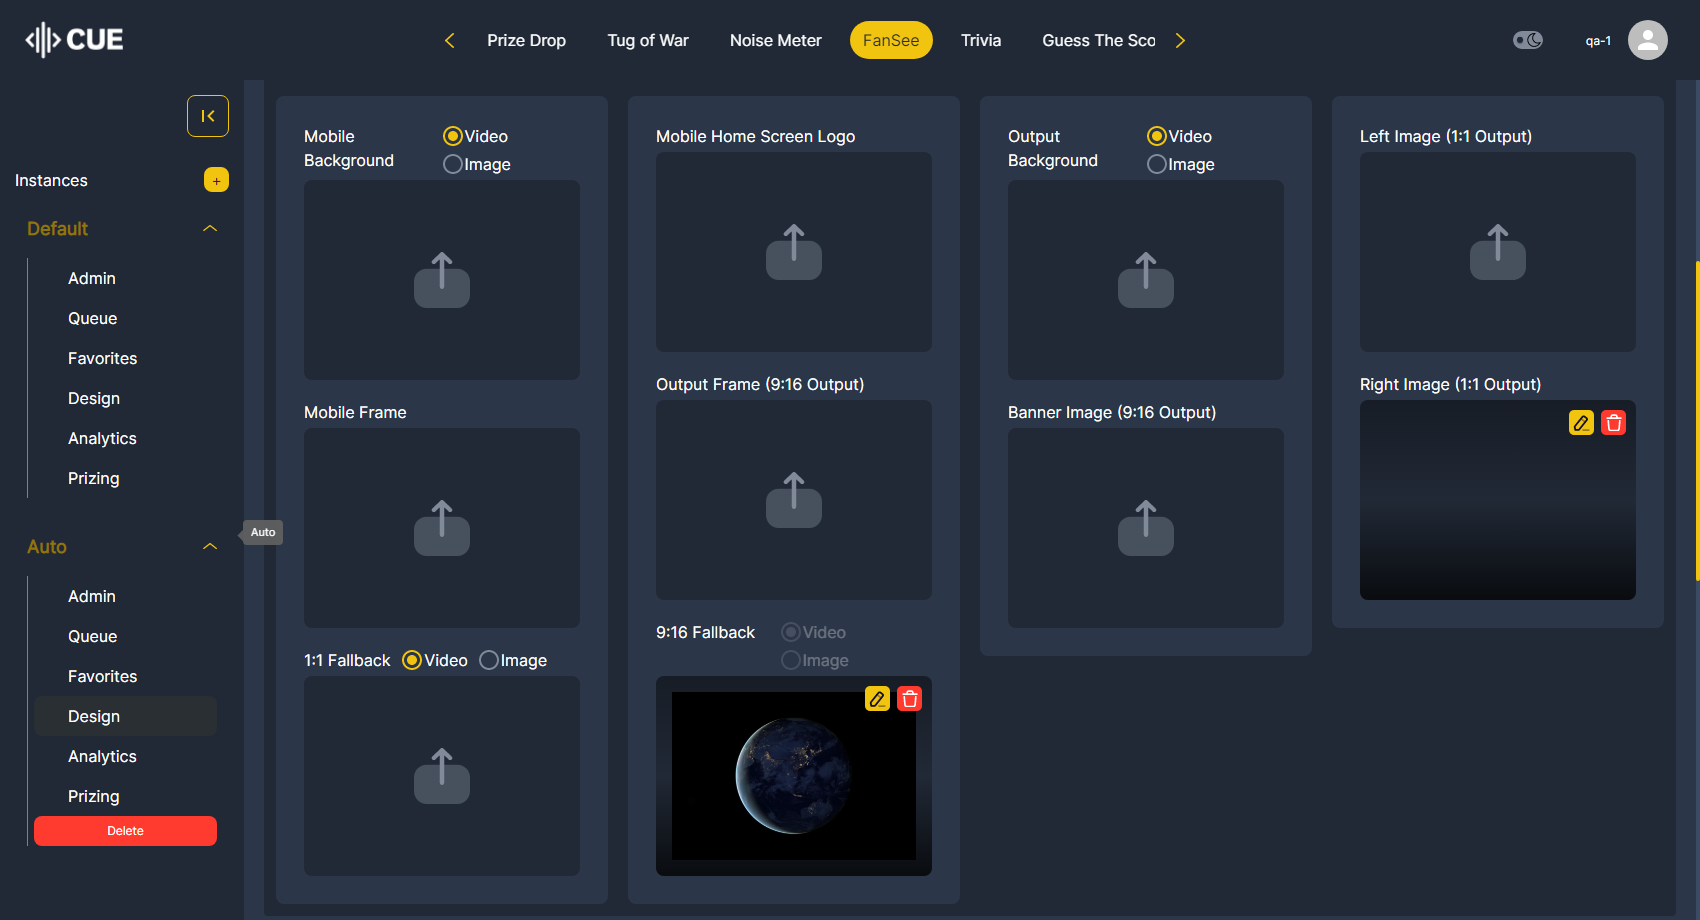 CUE
Prize Drop
Tug of War
Noise Meter
FanSee
Trivia
Guess The Sco
qa-1
Instances
+
Default
Admin
Queue
Favorites
Design
Analytics
Prizing
Auto
Auto
Admin
Queue
Favorites
Design
Analytics
Prizing
Delete
Mobile
Background
Video
Image
Mobile Frame
1:1 Fallback
Video
Image
Mobile Home Screen Logo
Output Frame (9:16 Output)
9:16 Fallback
Video
Image
Output
Background
Video
Image
Banner Image (9:16 Output)
Left Image (1:1 Output)
Right Image (1:1 Output)